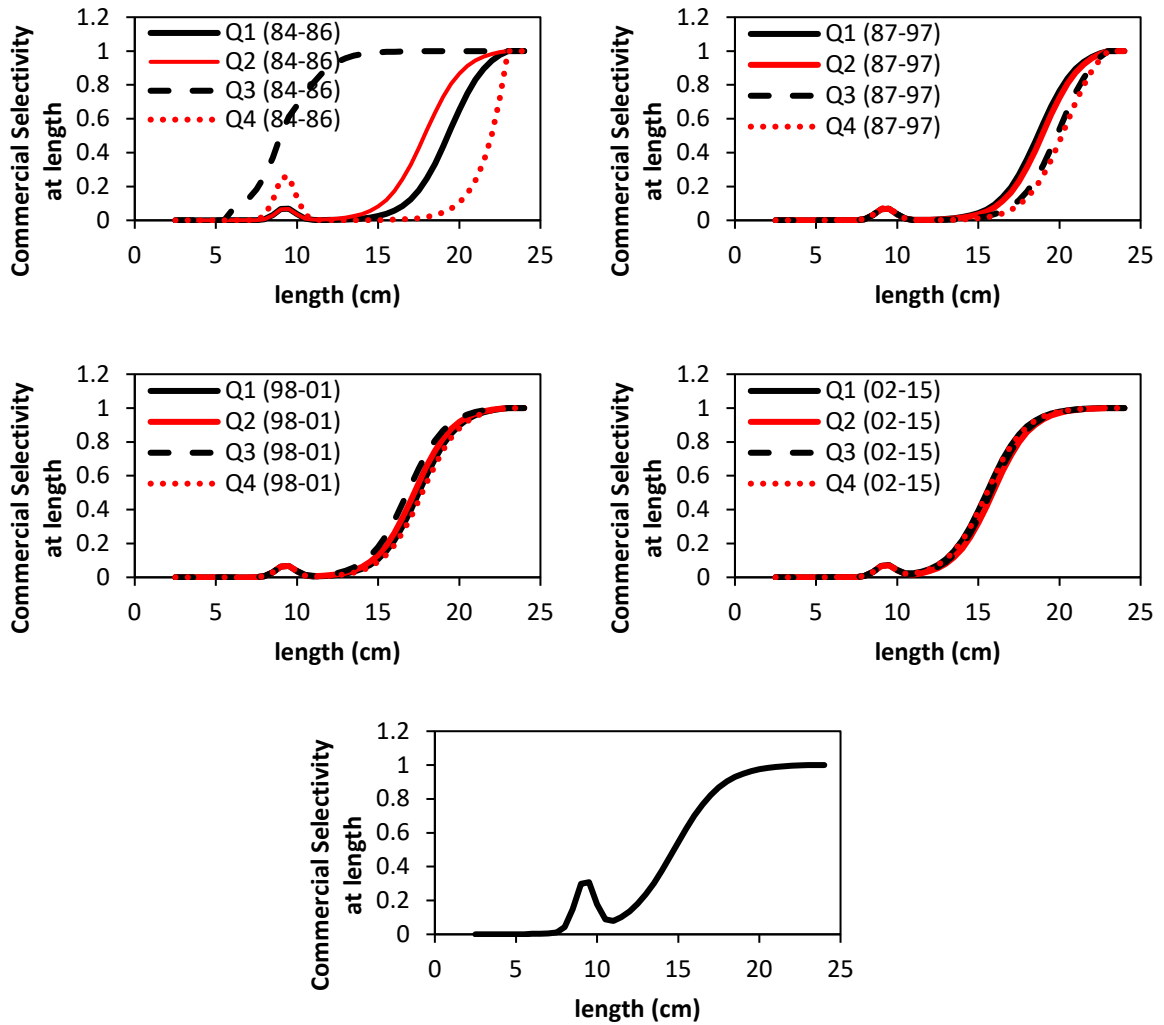 Commercial Selectivity
at length
1.2
1
0.8
0.6
0.4
0.2
0
Q1 (84-86)
Q2 (84-86)
Q3 (84-86)
Q4 (84-86)
0 5 10 15 20 25
length (cm)
Commercial Selectivity
at length
1.2
1
0.8
0.6
0.4
0.2
0
Q1 (87-97)
Q2 (87-97)
Q3 (87-97)
Q4 (87-97)
0 5 10 15 20 25
length (cm)
Commercial Selectivity
at length
1.2
1
0.8
0.6
0.4
0.2
0
Q1 (98-01)
Q2 (98-01)
Q3 (98-01)
Q4 (98-01)
0 5 10 15 20 25
length (cm)
Commercial Selectivity
at length
1.2
1
0.8
0.6
0.4
0.2
0
Q1 (02-15)
Q2 (02-15)
Q3 (02-15)
Q4 (02-15)
0 5 10 15 20 25
length (cm)
Commercial Selectivity
at length
1.2
1
0.8
0.6
0.4
0.2
0
0 5 10 15 20 25
length (cm)